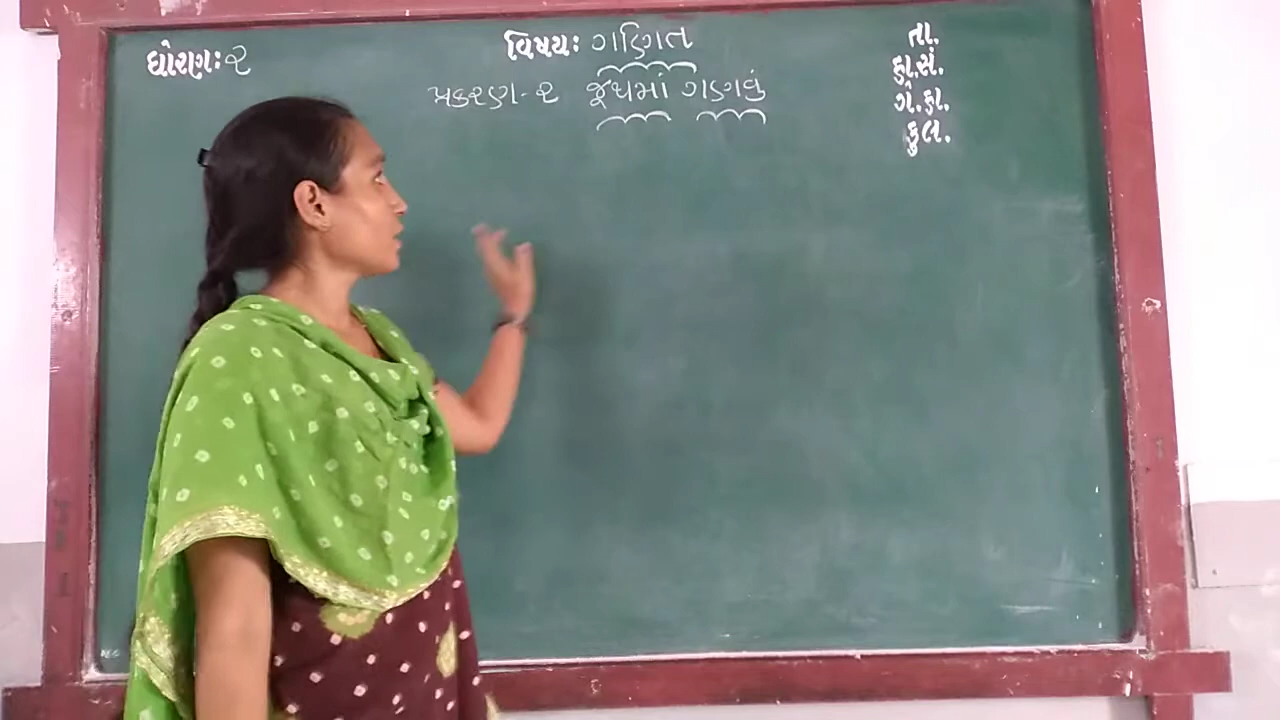 ધોરણઃ૨
વિષયઃ ગણિત
પ્રકરણ-૨ જૂથમાં ગણવું
તા.
હા.સં.
ગે.હા.
કુલ.